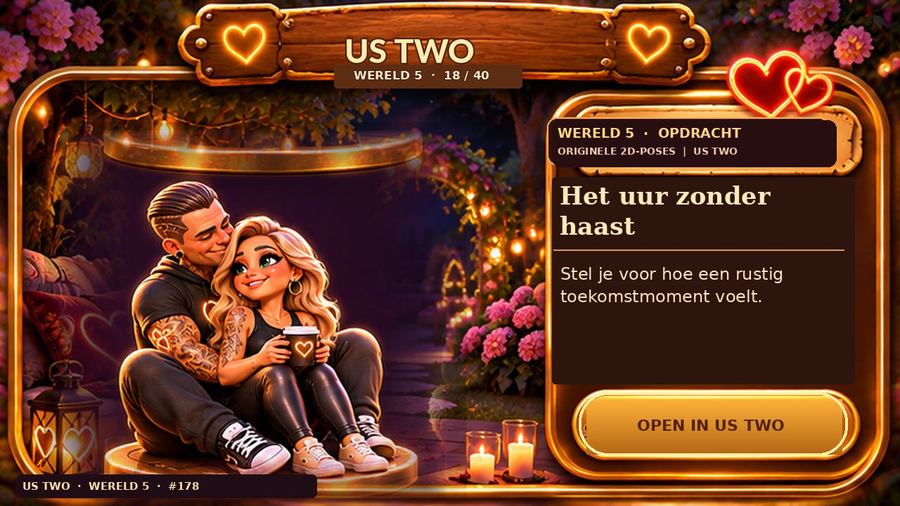 US TWO
WERELD 5 · 18 / 40
WERELD 5 · OPDRACHT
ORIGINELE 2D-POSES | US TWO
Het uur zonder
haast
Stel je voor hoe een rustig
toekomstmoment voelt.
OPEN IN US TWO
US TWO · WERELD 5 · #178